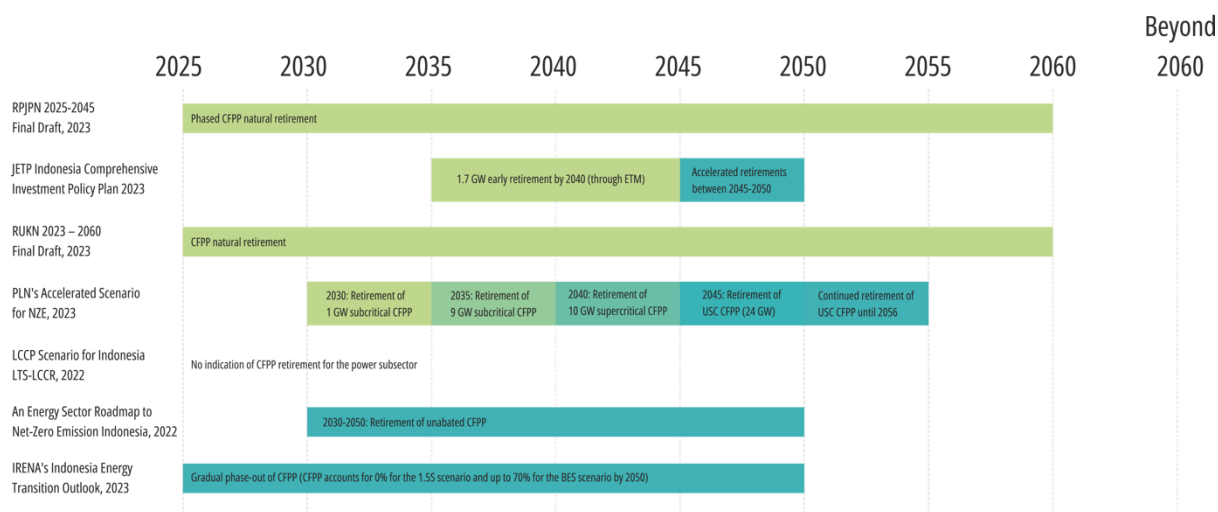 Beyond
2025 2030 2035 2040 2045 2050 2055 2060 2060
RPJPN 2025-2045
Final Draft, 2023
Phased CFPP natural retirement
JETP Indonesia Comprehensive
Investment Policy Plan 2023
1.7 GW early retirement by 2040 (through ETM)
Accelerated retirements
between 2045-2050
RUKN 2023 – 2060
Final Draft, 2023
CFPP natural retirement
PLN's Accelerated Scenario
for NZE, 2023
2030: Retirement of
1 GW subcritical CFPP
2035: Retirement of
9 GW subcritical CFPP
2040: Retirement of
10 GW supercritical CFPP
2045: Retirement of
USC CFPP (24 GW)
Continued retirement of
USC CFPP until 2056
LCCP Scenario for Indonesia
LTS-LCCR, 2022
No indication of CFPP retirement for the power subsector
An Energy Sector Roadmap to
Net-Zero Emission Indonesia, 2022
2030-2050: Retirement of unabated CFPP
IRENA's Indonesia Energy
Transition Outlook, 2023
Gradual phase-out of CFPP (CFPP accounts for 0% for the 1.5S scenario and up to 70% for the BES scenario by 2050)